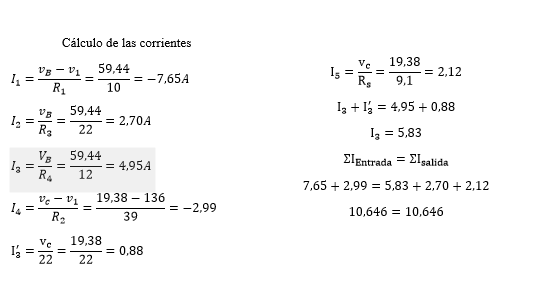 Cálculo de las corrientes
I₁ = (v_B − v₁)/R₁ = 59,44/10 = −7,65A
I₂ = v_B/R₃ = 59,44/22 = 2,70A
I₃ = V_B/R₄ = 59,44/12 = 4,95A
I₄ = (v_c − v₁)/R₂ = (19,38 − 136)/39 = −2,99
I₃′ = v_c/22 = 19,38/22 = 0,88
I₅ = v_c/R_s = 19,38/9,1 = 2,12
I₃ + I₃′ = 4,95 + 0,88
I₃ = 5,83
ΣI_Entrada = ΣI_salida
7,65 + 2,99 = 5,83 + 2,70 + 2,12
10,646 = 10,646